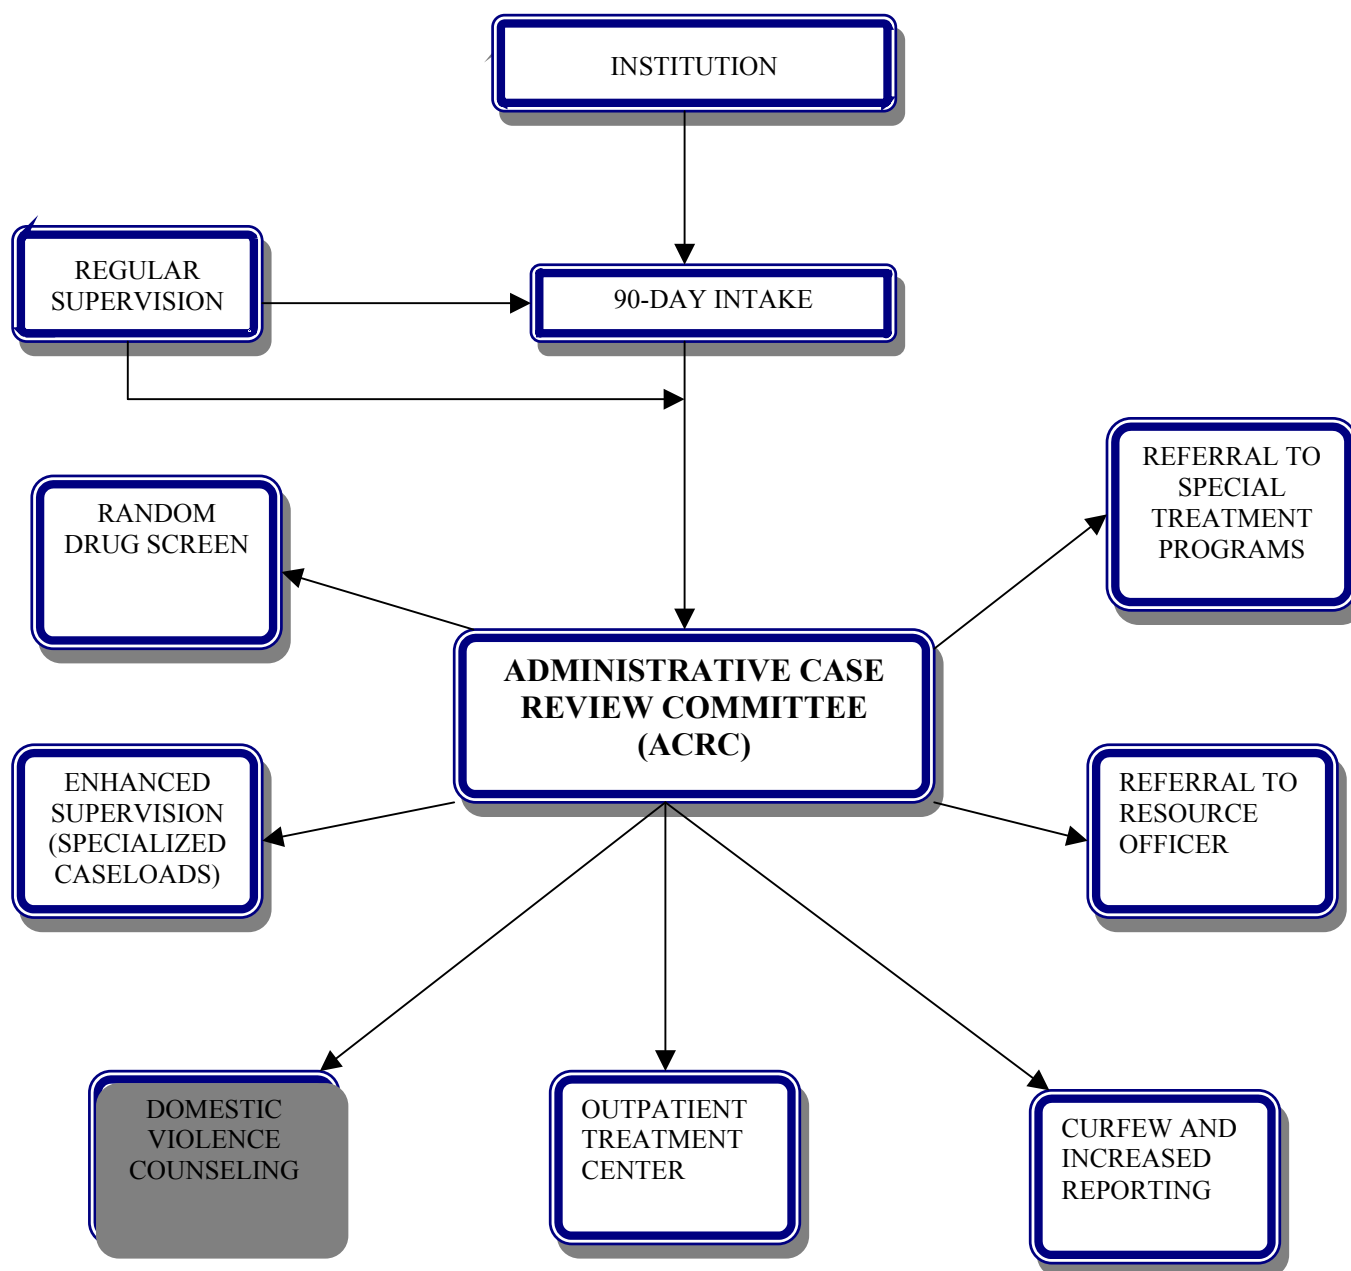 INSTITUTION
REGULAR
SUPERVISION
90-DAY INTAKE
REFERRAL TO
SPECIAL
TREATMENT
PROGRAMS
RANDOM
DRUG SCREEN
ADMINISTRATIVE CASE
REVIEW COMMITTEE
(ACRC)
ENHANCED
SUPERVISION
(SPECIALIZED
CASELOADS)
REFERRAL TO
RESOURCE
OFFICER
DOMESTIC
VIOLENCE
COUNSELING
OUTPATIENT
TREATMENT
CENTER
CURFEW AND
INCREASED
REPORTING